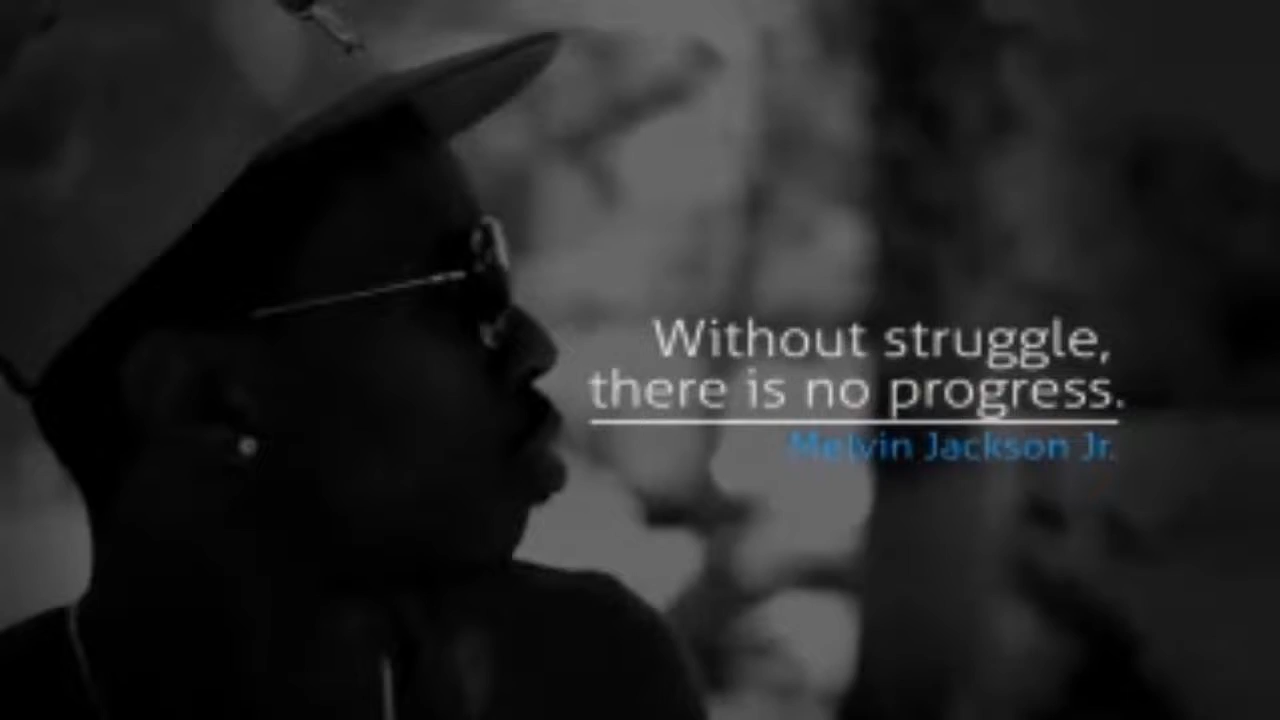 Without struggle,
there is no progress.
Melvin Jackson Jr.